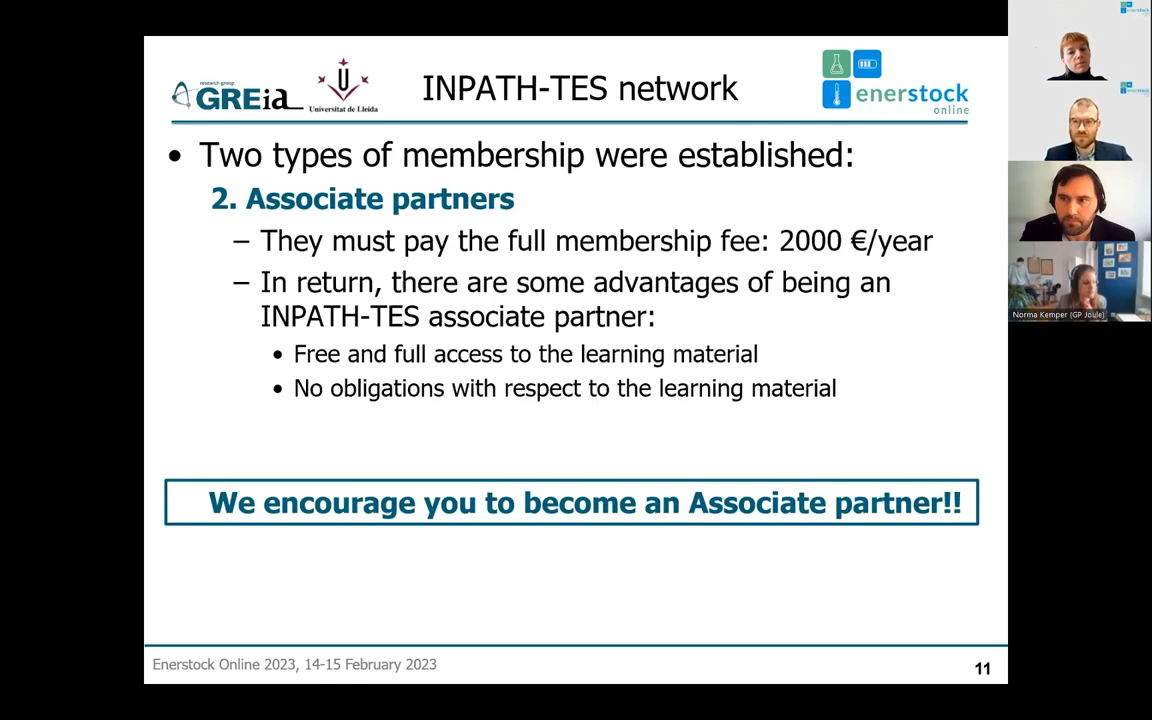 research group
GREia
Universitat de Lleida
INPATH-TES network
enerstock
online
• Two types of membership were established:
2. Associate partners
– They must pay the full membership fee: 2000 €/year
– In return, there are some advantages of being an
INPATH-TES associate partner:
• Free and full access to the learning material
• No obligations with respect to the learning material
We encourage you to become an Associate partner!!
Enerstock Online 2023, 14-15 February 2023
11
enerstock
enerstock
Norma Kemper (GP Joule)